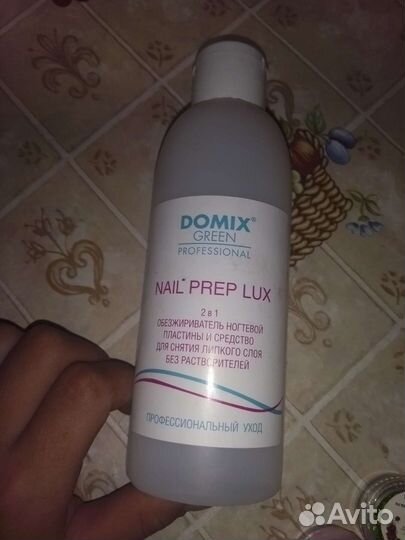 DOMIX®
GREEN
PROFESSIONAL
NAIL PREP LUX
2 в 1
ОБЕЗЖИРИВАТЕЛЬ НОГТЕВОЙ
ПЛАСТИНЫ И СРЕДСТВО
ДЛЯ СНЯТИЯ ЛИПКОГО СЛОЯ
БЕЗ РАСТВОРИТЕЛЕЙ
ПРОФЕССИОНАЛЬНЫЙ УХОД
Avito